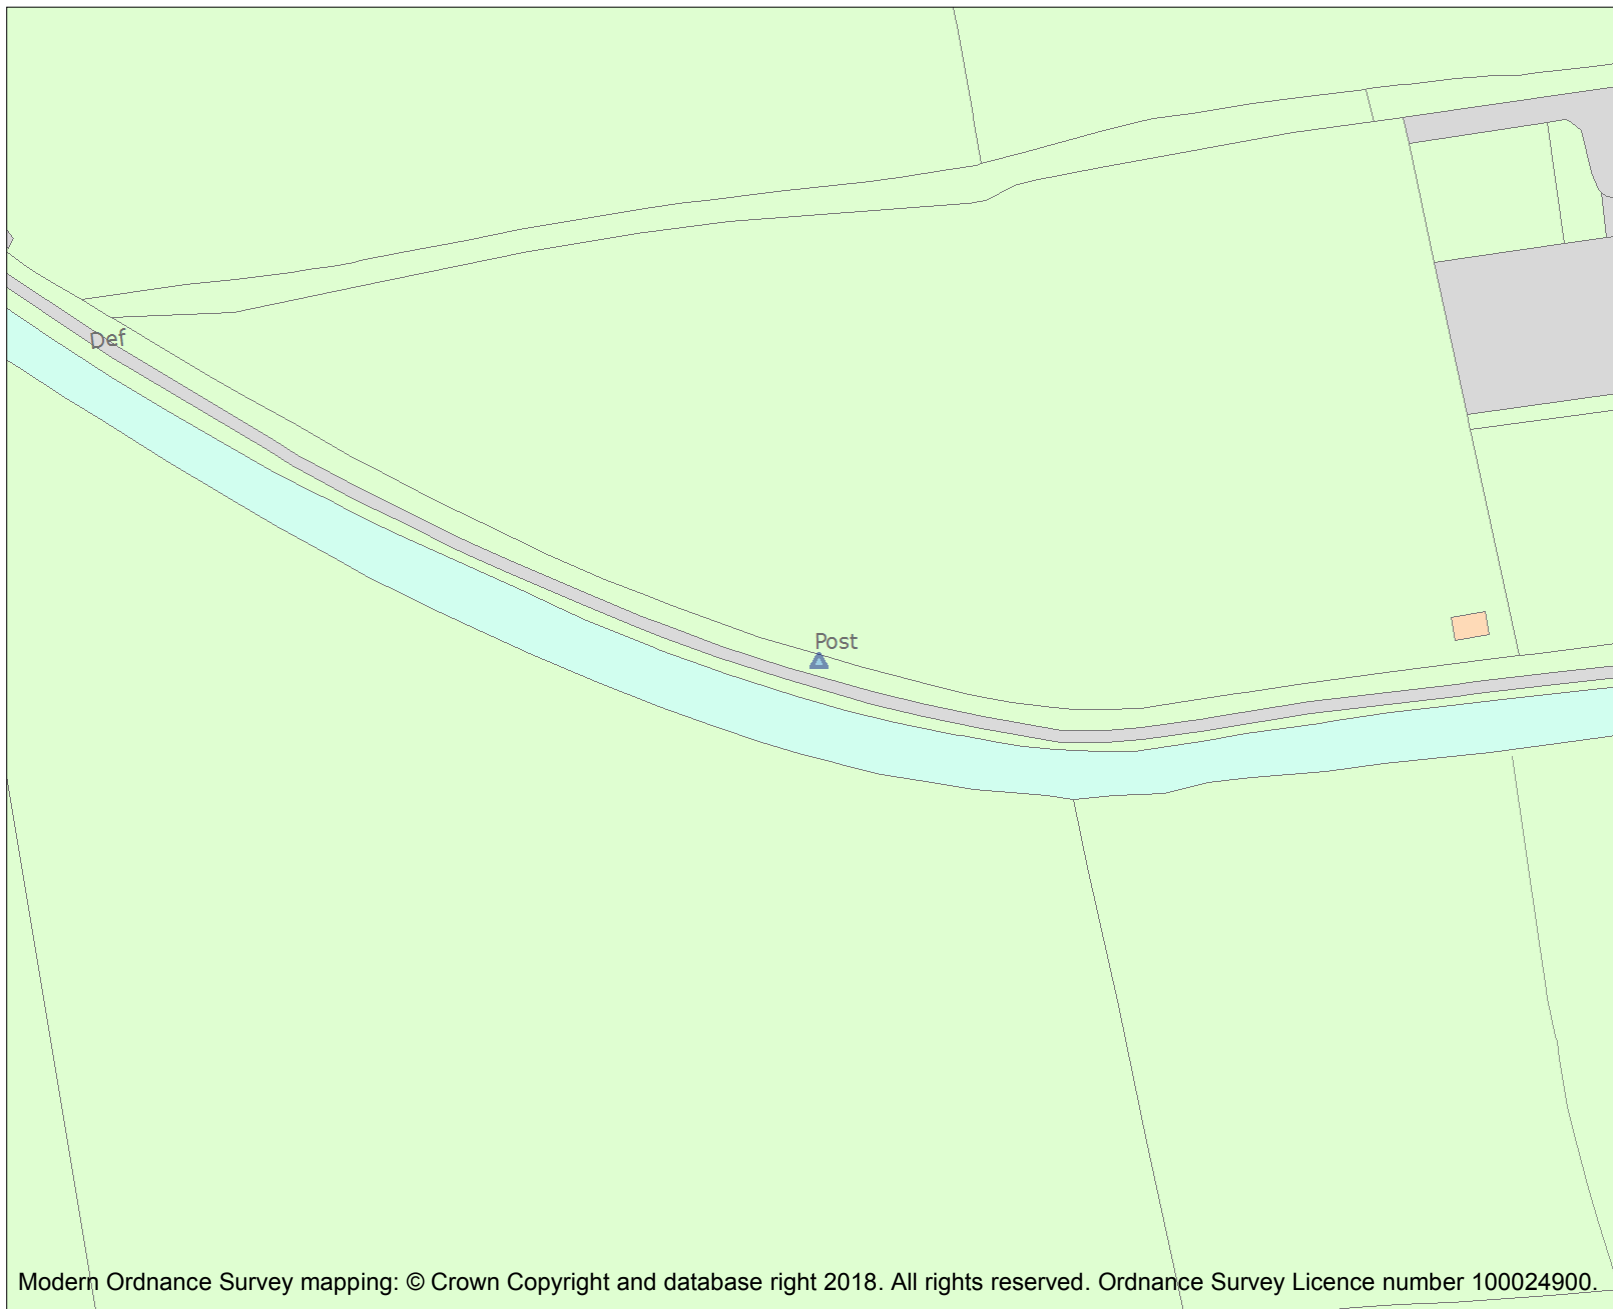 Def
Post
Modern Ordnance Survey mapping: © Crown Copyright and database right 2018. All rights reserved. Ordnance Survey Licence number 100024900.